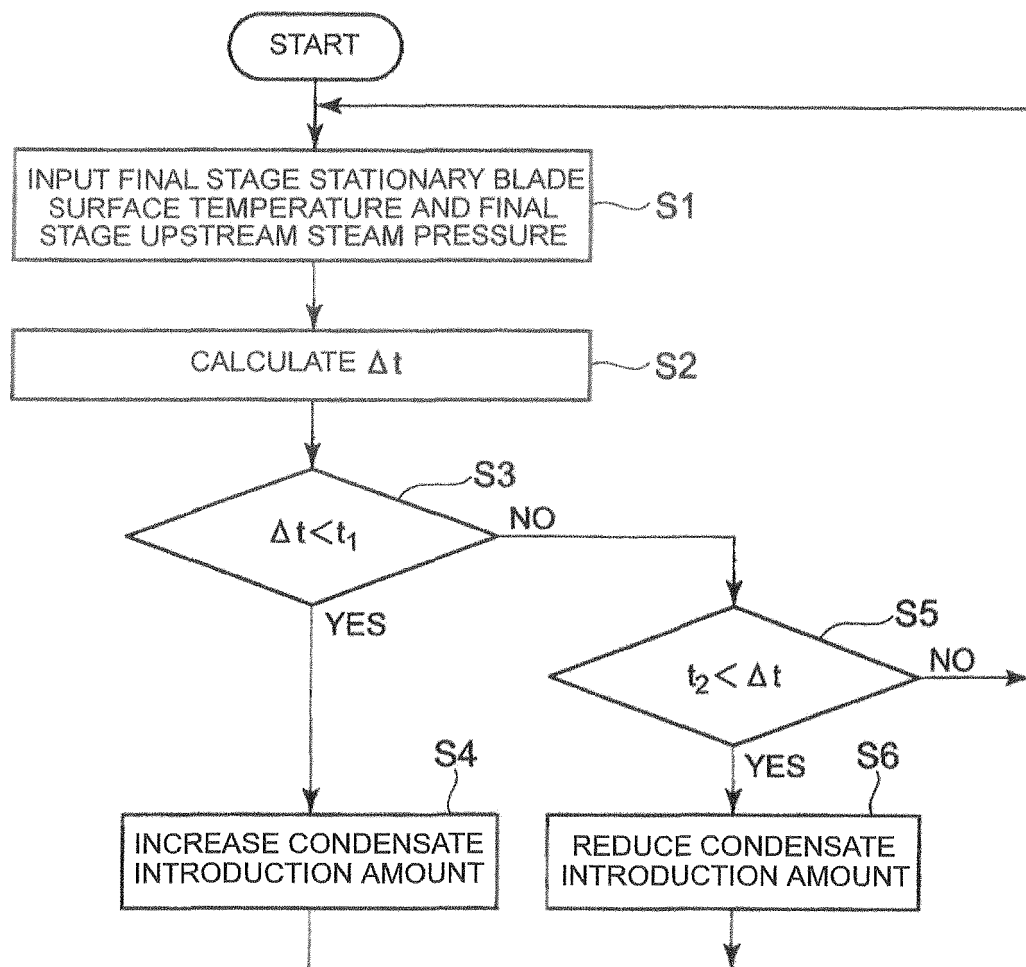 START
INPUT FINAL STAGE STATIONARY BLADE
SURFACE TEMPERATURE AND FINAL
STAGE UPSTREAM STEAM PRESSURE
S1
CALCULATE Δt
S2
S3
Δt<t₁
NO
YES
S5
t₂<Δt
NO
YES
S4
INCREASE CONDENSATE
INTRODUCTION AMOUNT
S6
REDUCE CONDENSATE
INTRODUCTION AMOUNT